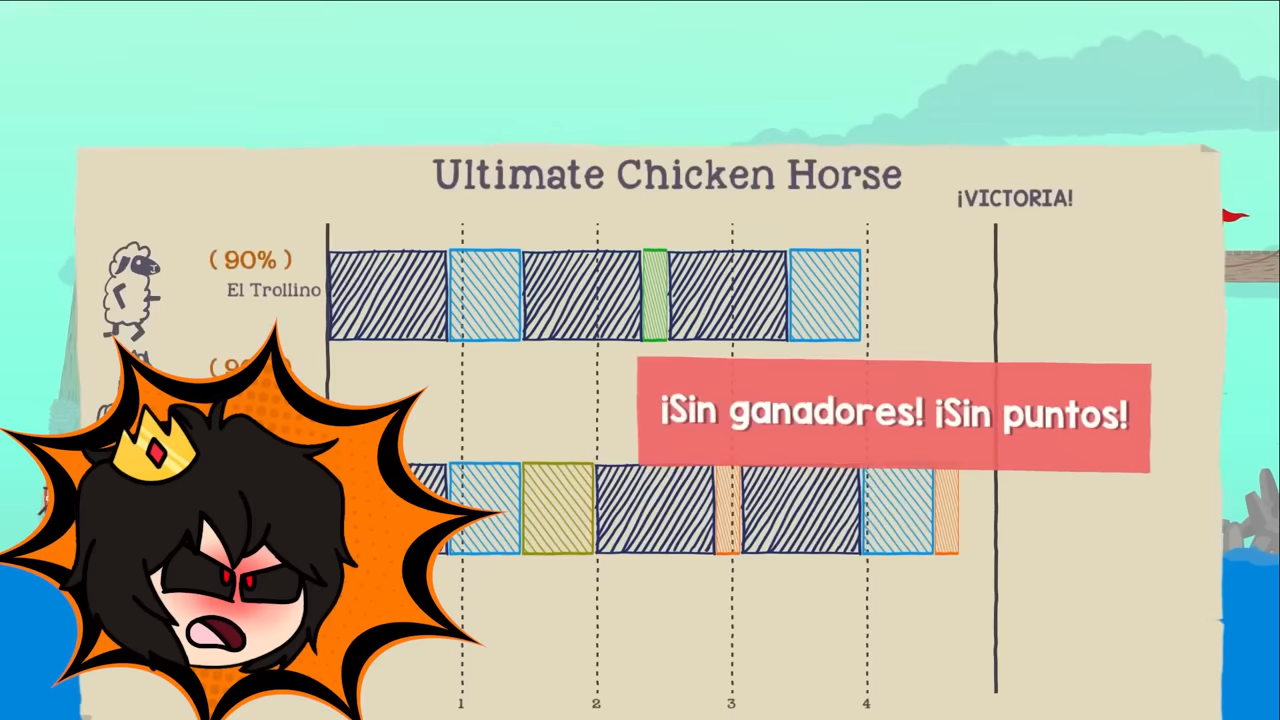 Ultimate Chicken Horse
¡VICTORIA!
( 90% )
El Trollino
¡Sin ganadores! ¡Sin puntos!
1 2 3 4